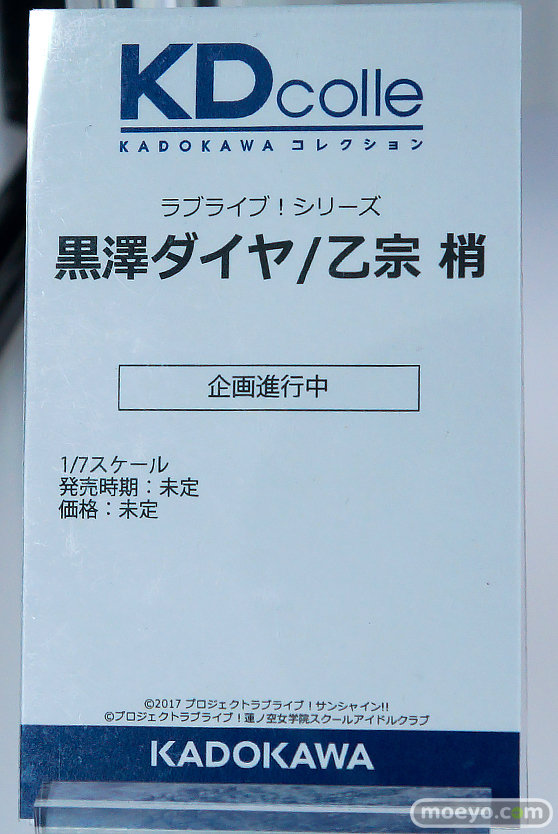 KDcolle
KADOKAWA コレクション
ラブライブ！シリーズ
黒澤ダイヤ/乙宗 梢
企画進行中
1/7スケール
発売時期：未定
価格：未定
©2017 プロジェクトラブライブ！サンシャイン!!
©プロジェクトラブライブ！蓮ノ空女学院スクールアイドルクラブ
KADOKAWA
moeyo.com